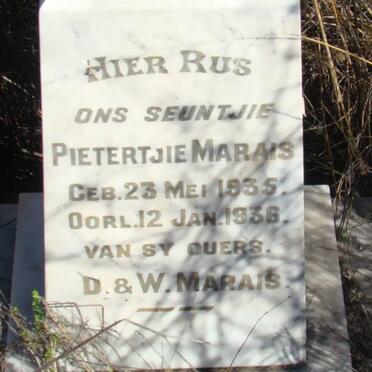 HIER RUS
ONS SEUNTJIE
PIETERTJIE MARAIS
GEB. 23 MEI 1935.
OORL. 12 JAN. 1936.
VAN SY OUERS.
D. & W. MARAIS.